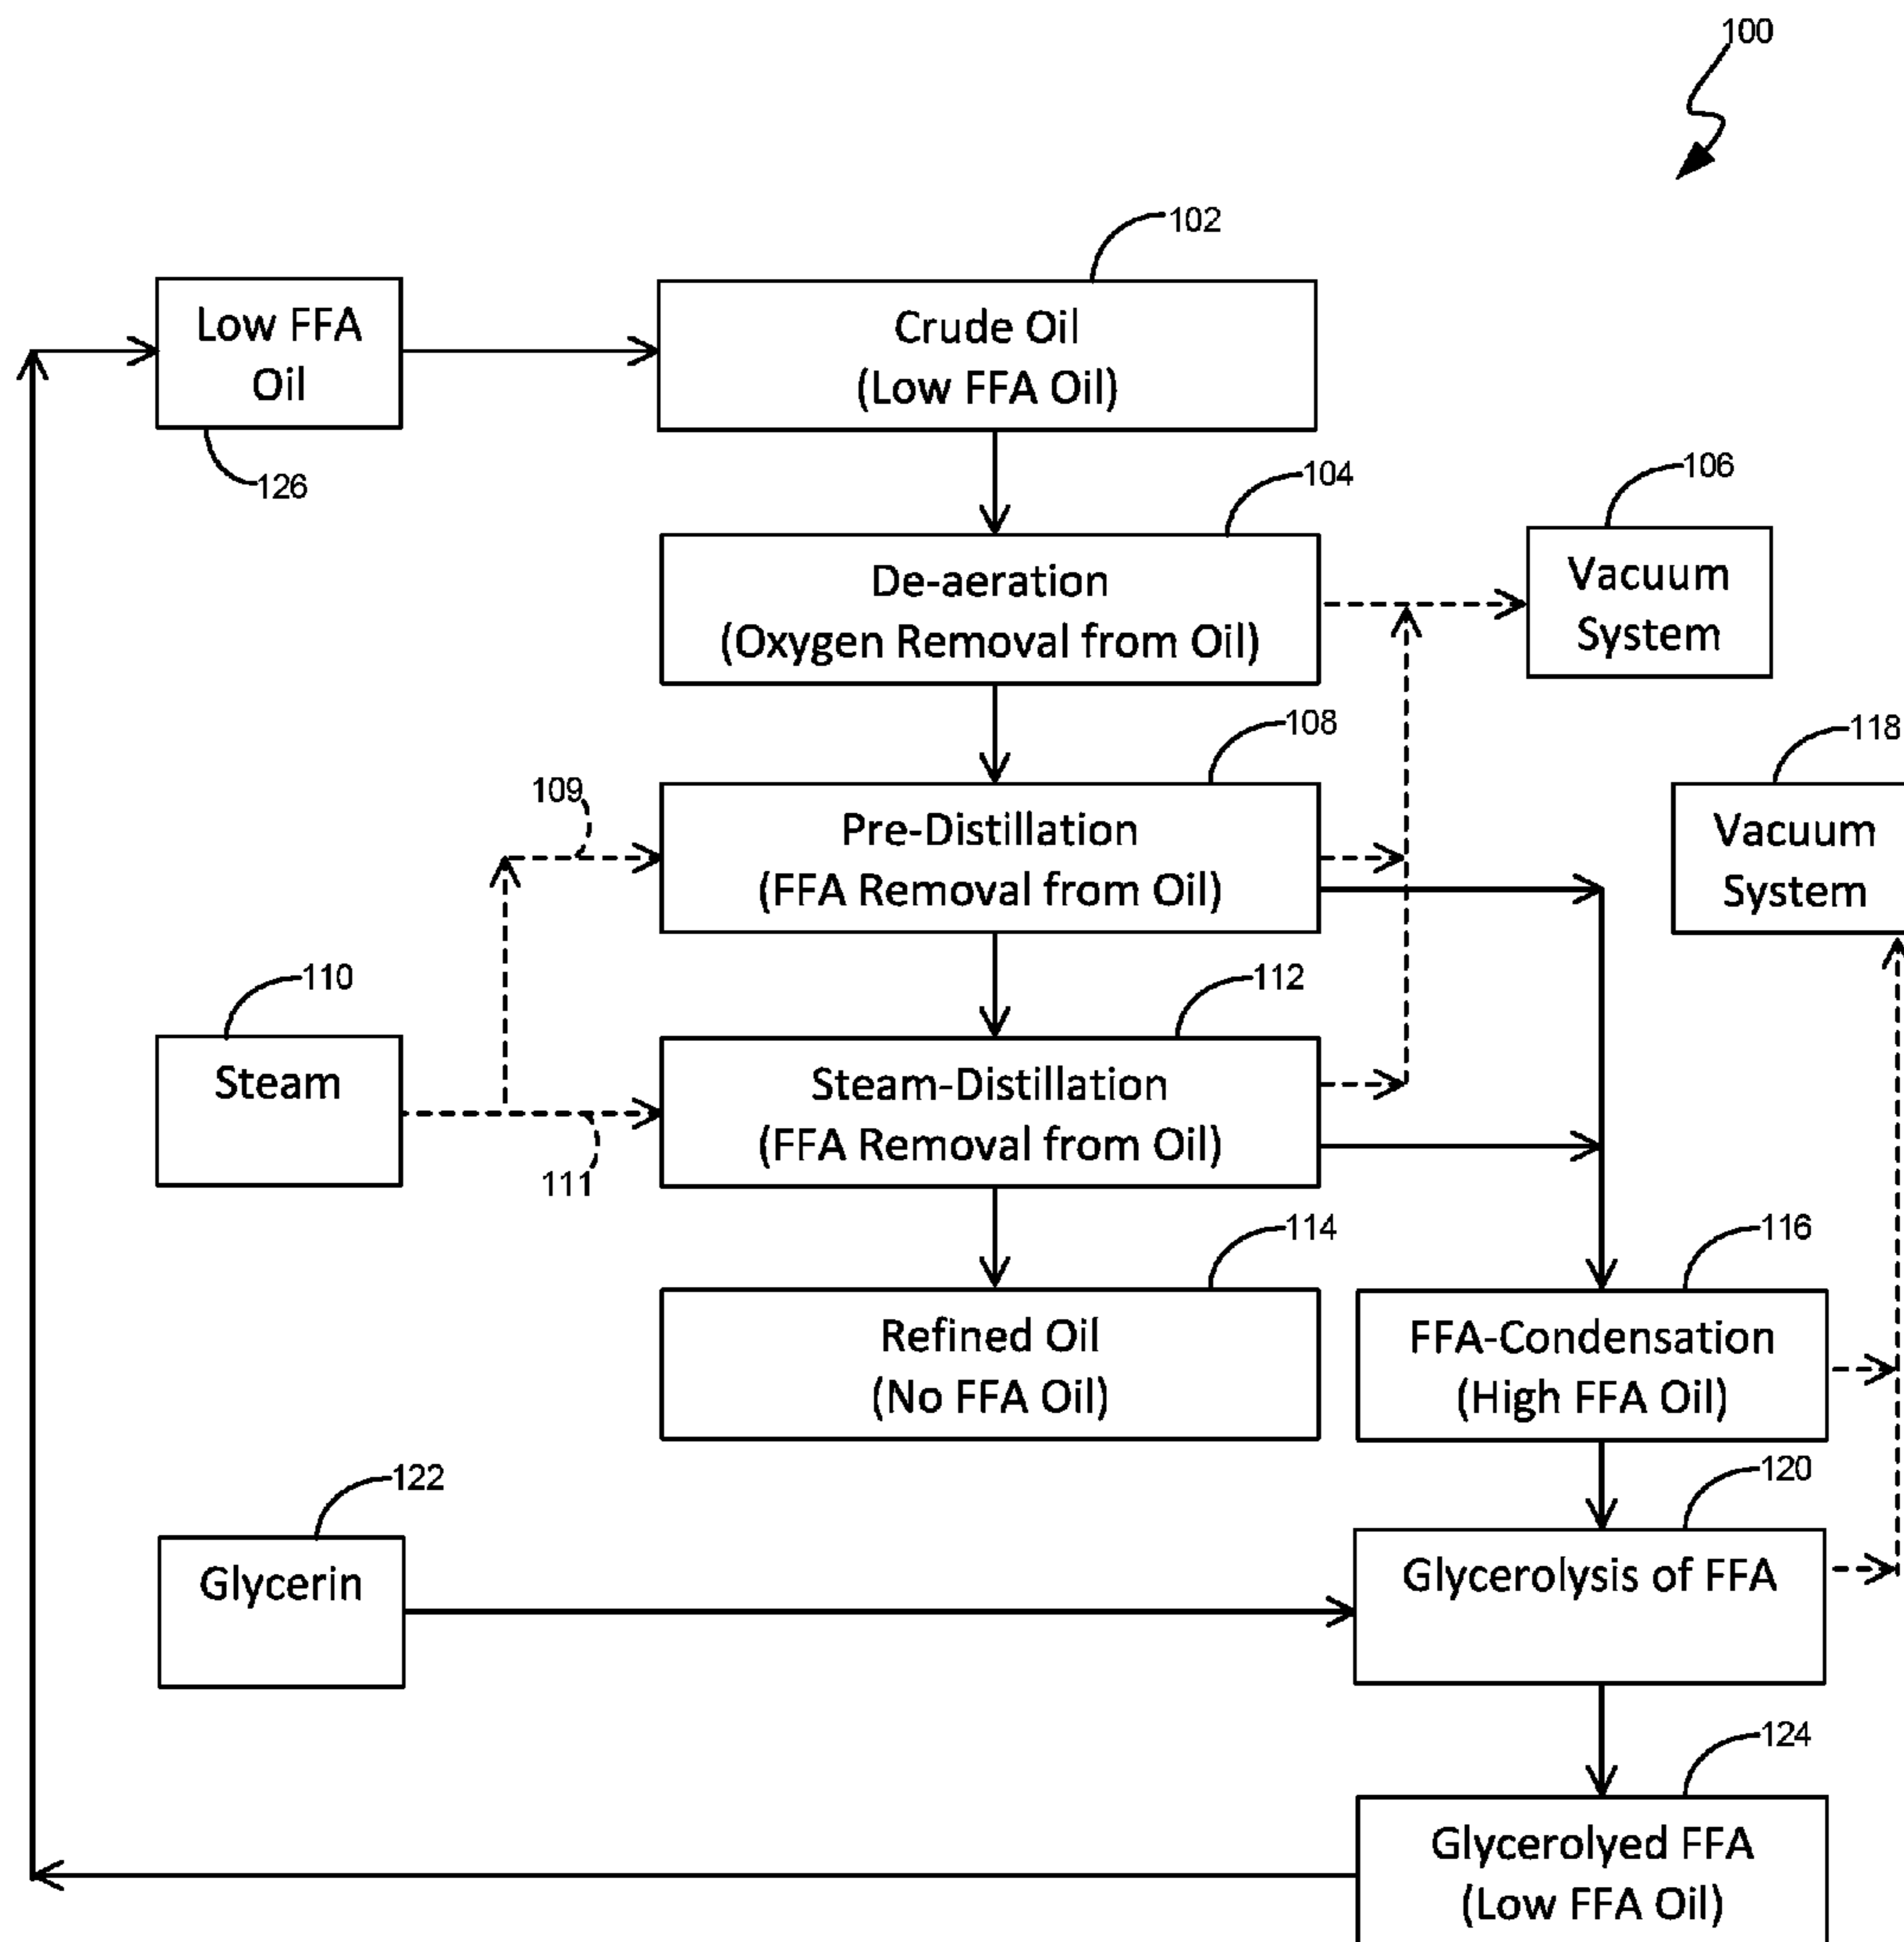 100
102
Low FFA
Oil
Crude Oil
(Low FFA Oil)
126
104
106
De-aeration
(Oxygen Removal from Oil)
Vacuum
System
108
118
109
Pre-Distillation
(FFA Removal from Oil)
Vacuum
System
110
112
Steam
Steam-Distillation
(FFA Removal from Oil)
111
114
116
Refined Oil
(No FFA Oil)
FFA-Condensation
(High FFA Oil)
122
120
Glycerin
Glycerolysis of FFA
124
Glycerolyed FFA
(Low FFA Oil)